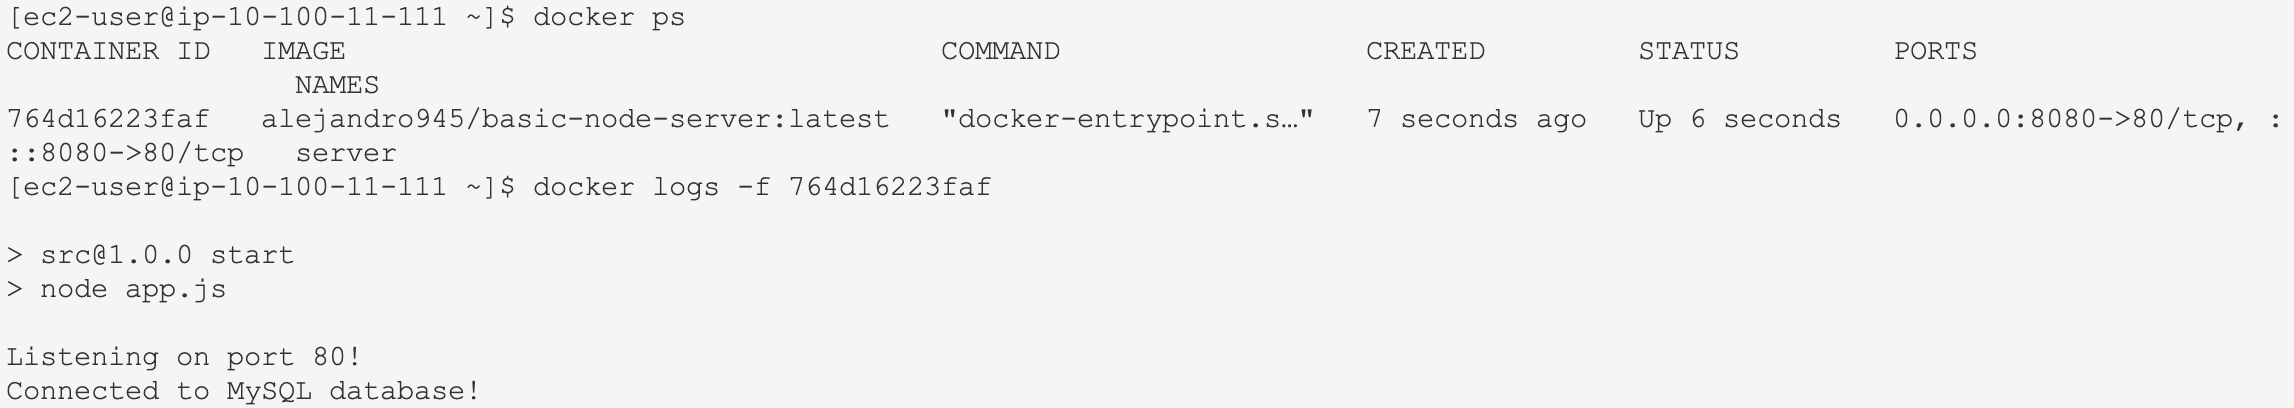 [ec2-user@ip-10-100-11-111 ~]$ docker ps
CONTAINER ID   IMAGE                                   COMMAND                  CREATED         STATUS         PORTS
                 NAMES
764d16223faf   alejandro945/basic-node-server:latest   "docker-entrypoint.s…"   7 seconds ago   Up 6 seconds   0.0.0.0:8080->80/tcp, :
::8080->80/tcp   server
[ec2-user@ip-10-100-11-111 ~]$ docker logs -f 764d16223faf
> src@1.0.0 start
> node app.js
Listening on port 80!
Connected to MySQL database!